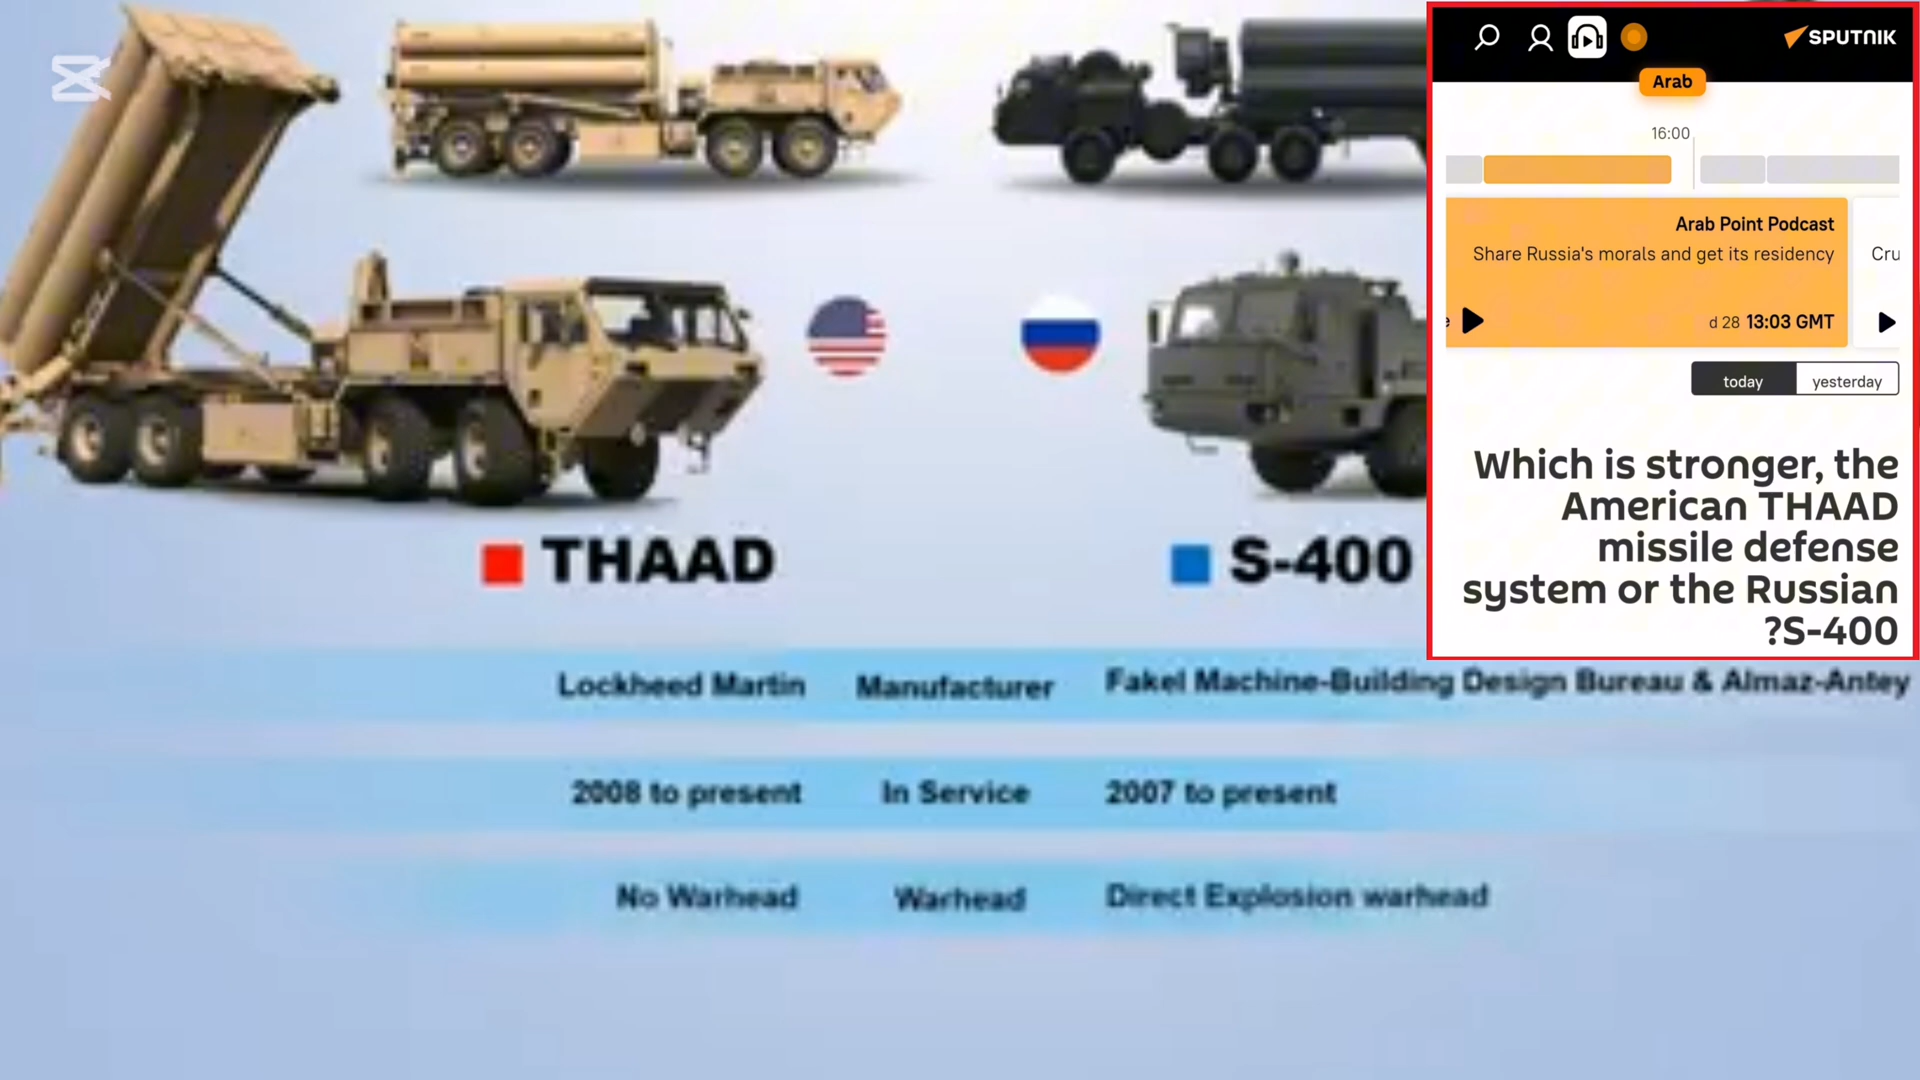 SPUTNIK
Arab
16:00
Arab Point Podcast
Share Russia's morals and get its residency
Cru
e
d 28 13:03 GMT
today
yesterday
Which is stronger, the
American THAAD
missile defense
system or the Russian
?S-400
THAAD
S-400
Lockheed Martin Manufacturer Fakel Machine-Building Design Bureau & Almaz-Antey
2008 to present In Service 2007 to present
No Warhead Warhead Direct Explosion warhead